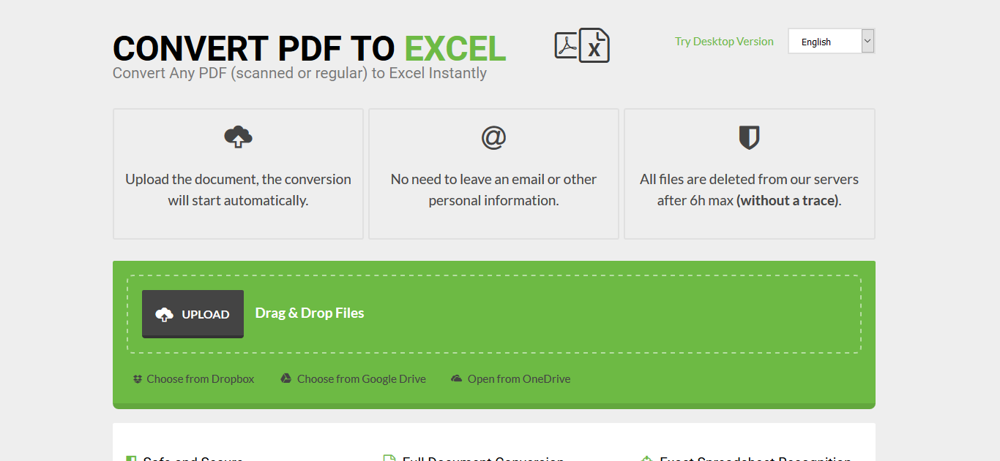 CONVERT PDF TO EXCEL
Convert Any PDF (scanned or regular) to Excel Instantly
Try Desktop Version
English
Upload the document, the conversion
will start automatically.
@
No need to leave an email or other
personal information.
All files are deleted from our servers
after 6h max (without a trace).
UPLOAD
Drag & Drop Files
Choose from Dropbox
Choose from Google Drive
Open from OneDrive
Safe and Secure
Full Document Conversion
Exact Spreadsheet Recognition